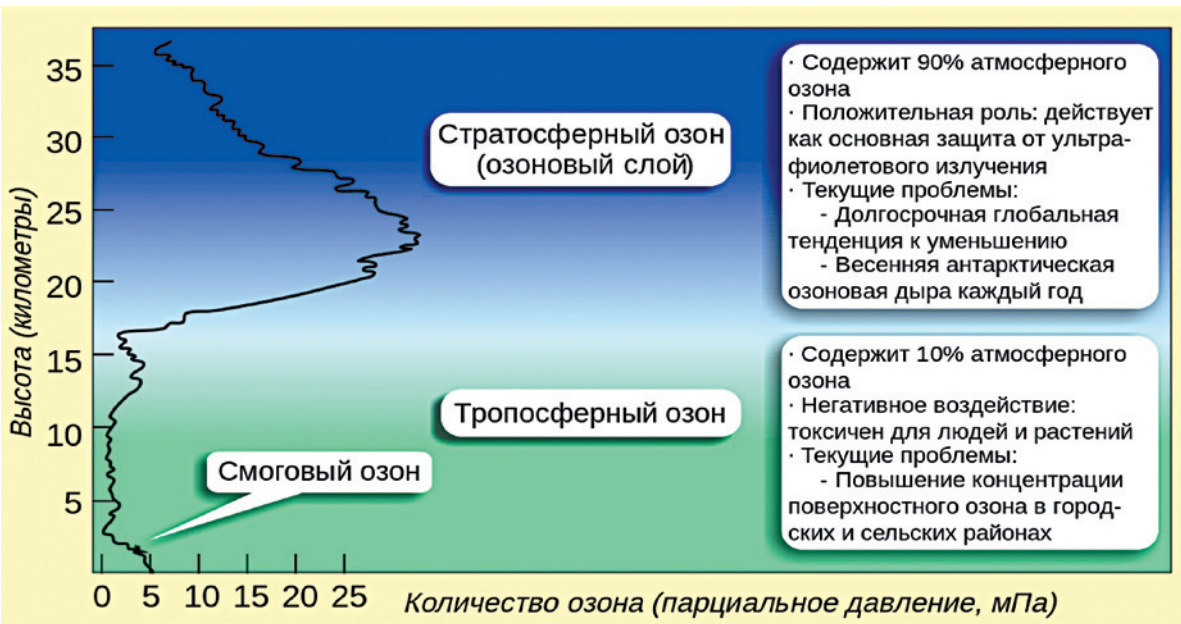 Высота (километры)
35
30
25
20
15
10
5
Стратосферный озон
(озоновый слой)
Тропосферный озон
Смоговый озон
· Содержит 90% атмосферного
озона
· Положительная роль: действует
как основная защита от ультра-
фиолетового излучения
· Текущие проблемы:
- Долгосрочная глобальная
тенденция к уменьшению
- Весенняя антарктическая
озоновая дыра каждый год
· Содержит 10% атмосферного
озона
· Негативное воздействие:
токсичен для людей и растений
· Текущие проблемы:
- Повышение концентрации
поверхностного озона в город-
ских и сельских районах
0 5 10 15 20 25
Количество озона (парциальное давление, мПа)